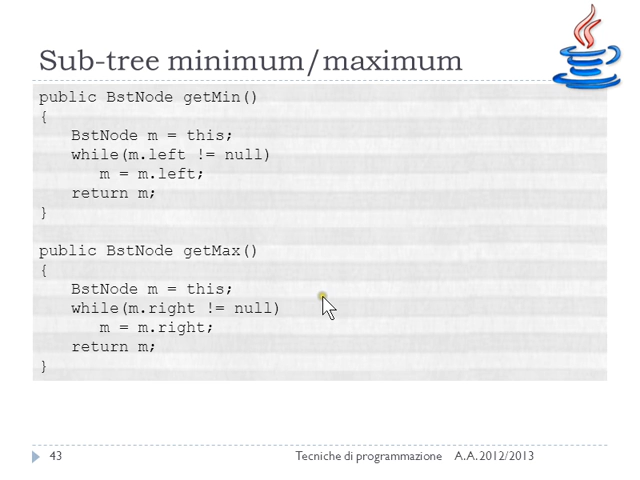 Sub-tree minimum/maximum
public BstNode getMin()
{
BstNode m = this;
while(m.left != null)
m = m.left;
return m;
}
public BstNode getMax()
{
BstNode m = this;
while(m.right != null)
m = m.right;
return m;
}
43 Tecniche di programmazione A.A. 2012/2013